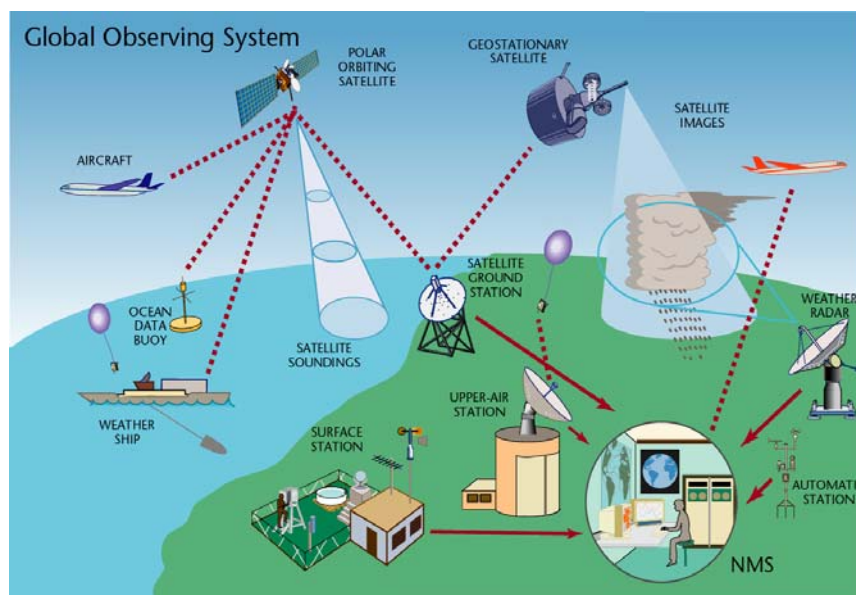 Global Observing System
POLAR
ORBITING
SATELLITE
GEOSTATIONARY
SATELLITE
SATELLITE
IMAGES
AIRCRAFT
OCEAN
DATA
BUOY
SATELLITE
SOUNDINGS
SATELLITE
GROUND
STATION
WEATHER
RADAR
WEATHER
SHIP
UPPER-AIR
STATION
SURFACE
STATION
AUTOMATI
STATION
NMS